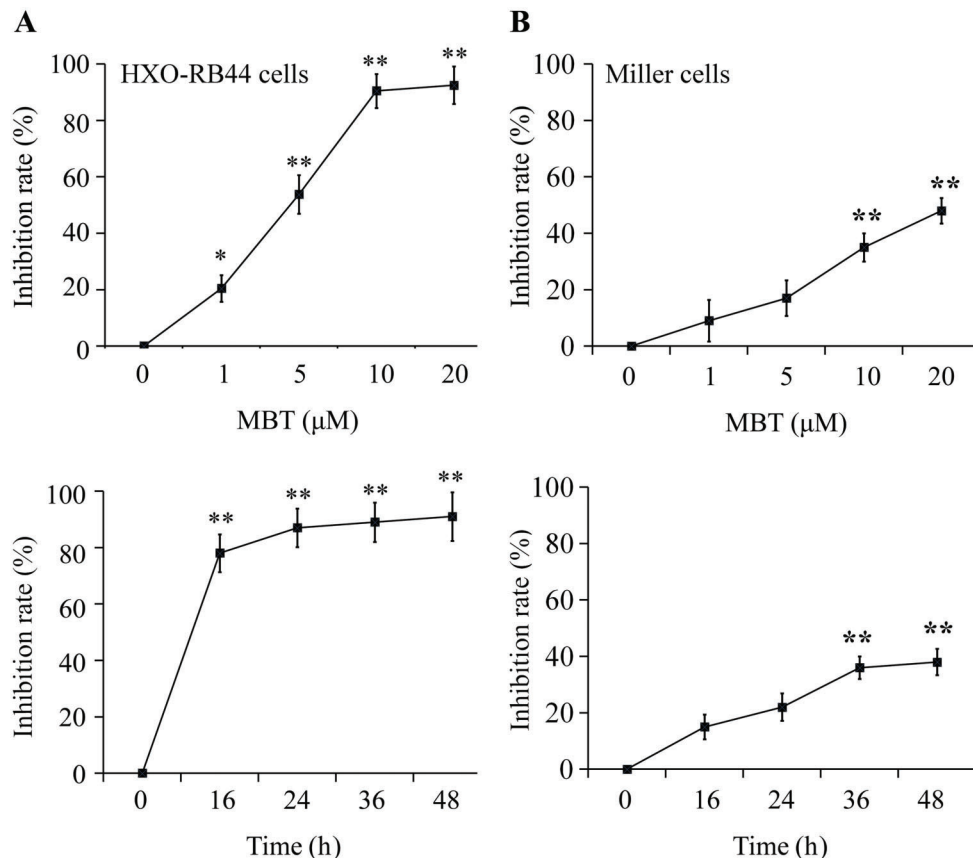 A
B
HXO-RB44 cells
Inhibition rate (%)
100
80
60
40
20
0
*
**
**
**
0 1 5 10 20
MBT (μM)
Miller cells
Inhibition rate (%)
100
80
60
40
20
0
**
**
0 1 5 10 20
MBT (μM)
Inhibition rate (%)
100
80
60
40
20
0
**
**
**
**
0 16 24 36 48
Time (h)
Inhibition rate (%)
100
80
60
40
20
0
**
**
0 16 24 36 48
Time (h)